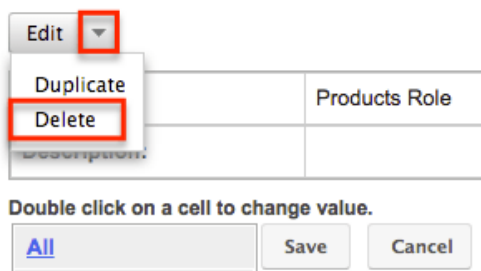 Edit
Duplicate
Products Role
Delete
Description:
Double click on a cell to change value.
All
Save
Cancel